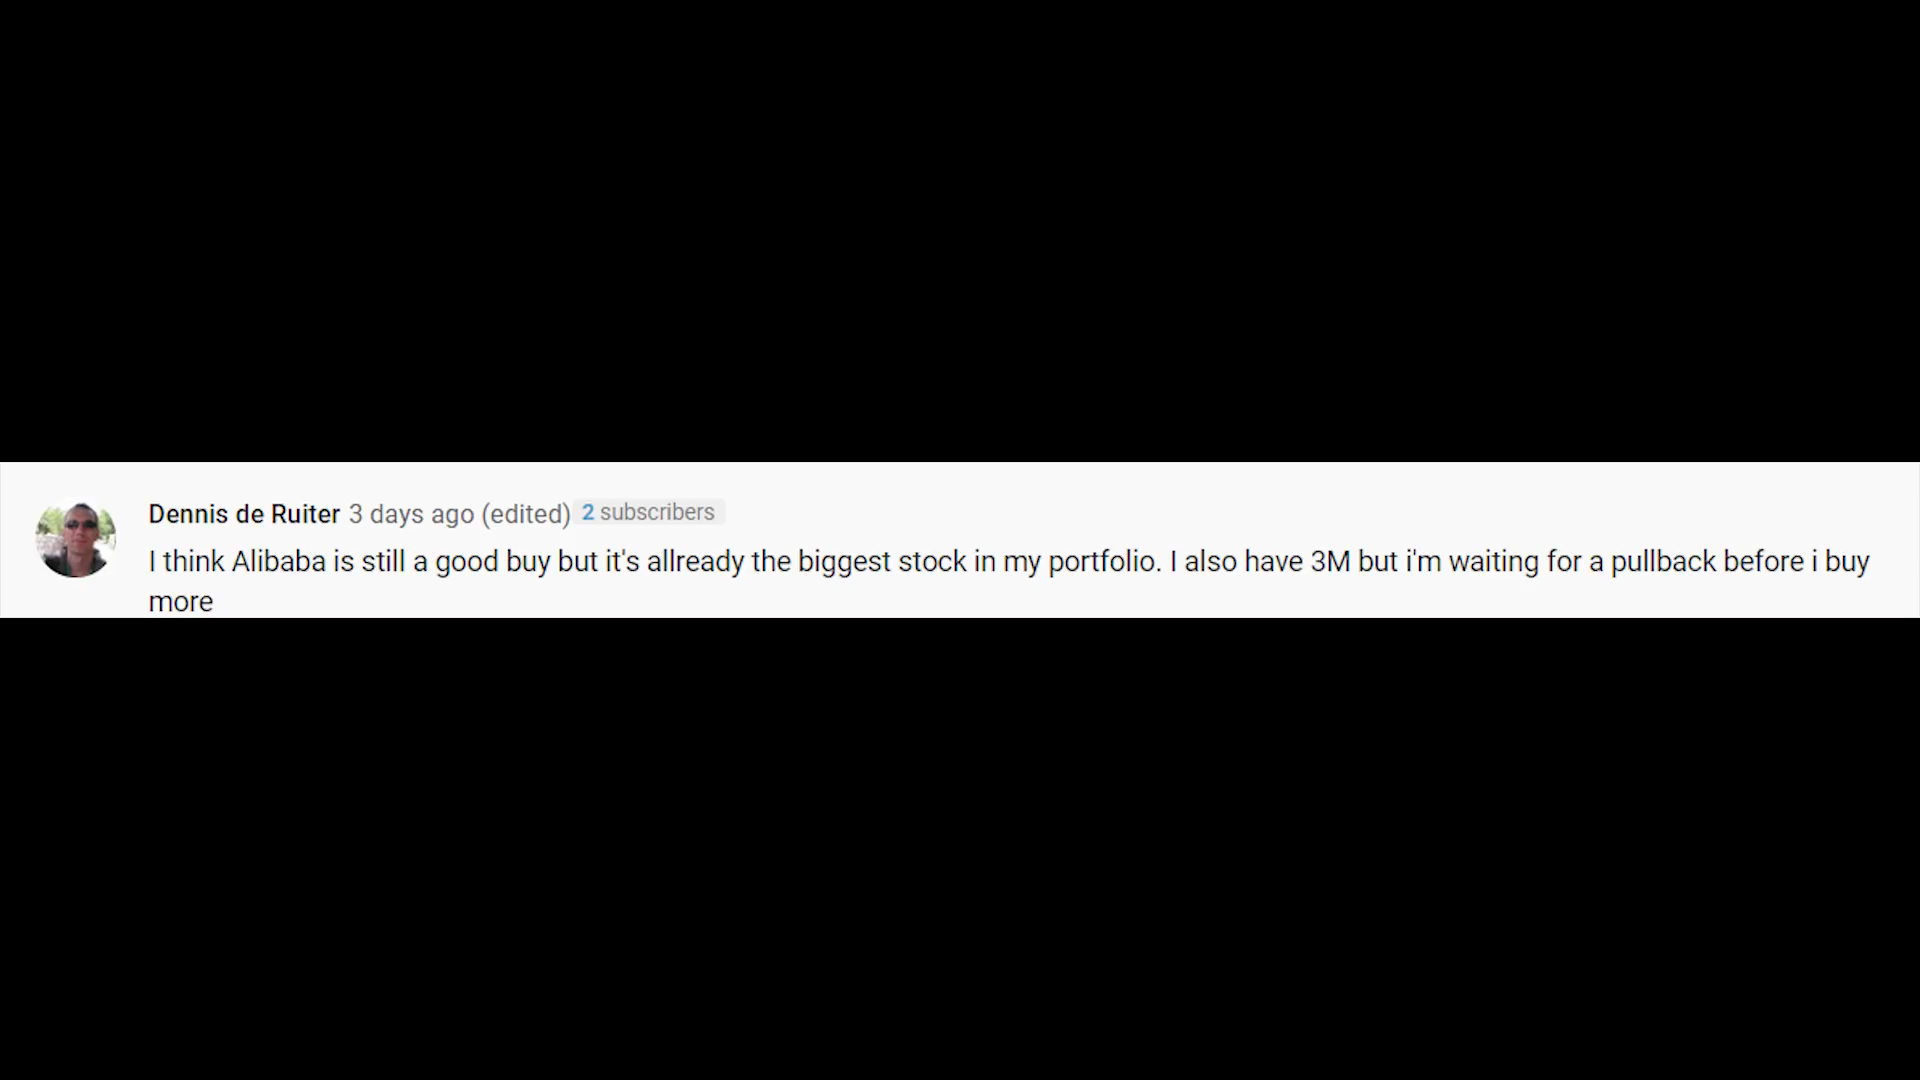 Dennis de Ruiter 3 days ago (edited) 2 subscribers
I think Alibaba is still a good buy but it's allready the biggest stock in my portfolio. I also have 3M but i'm waiting for a pullback before i buy
more